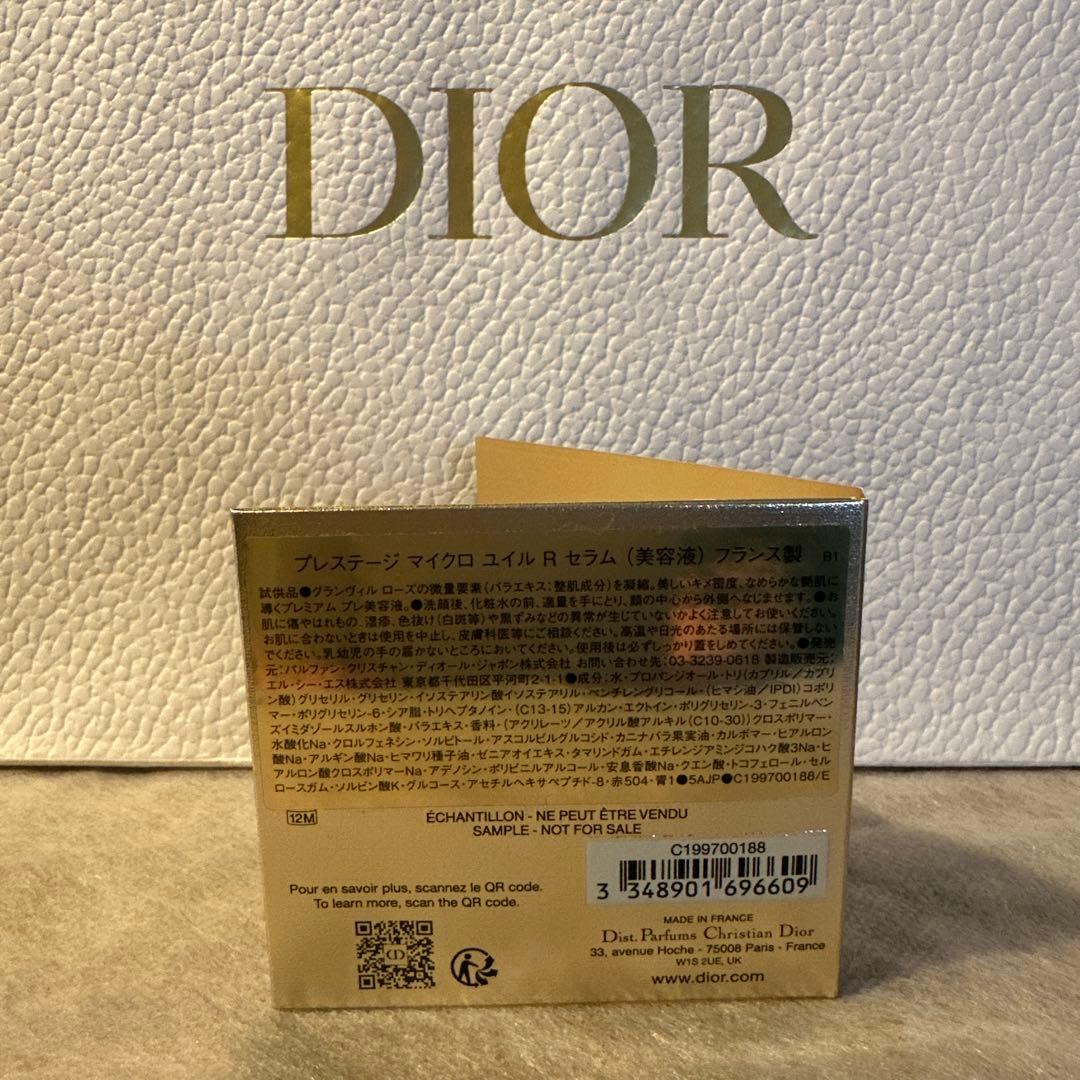 DIOR
プレステージ マイクロ ユイル R セラム（美容液）フランス製 B1
試供品●グランヴィル ローズの微量要素（バラエキス：整肌成分）を凝縮。美しいキメ密度、なめらかな艶肌に
導くプレミアム プレ美容液。●洗顔後、化粧水の前、適量を手にとり、顔の中心から外側へなじませます。●お
肌に傷やはれもの、湿疹、色抜け（白斑等）や黒ずみなどの異常が生じていないかよく注意してお使いください。
お肌に合わないときは使用を中止し、皮膚科医等にご相談ください。高温や日光のあたる場所には保管しない
でください。乳幼児の手の届かないところにおいてください。使用後は必ずしっかり蓋をしめてください。●発売
元：パルファン・クリスチャン・ディオール・ジャポン株式会社 お問い合わせ先：03-3239-0618 製造販売元：
エル・シー・エス株式会社 東京都千代田区平河町2-1-1●成分：水・プロパンジオール・トリ（カプリル／カプリ
ン酸）グリセリル・グリセリン・イソステアリン酸イソステアリル・ペンチレングリコール・（ヒマシ油／IPDI）コポリ
マー・ポリグリセリン-6・シア脂・トリヘプタノイン・（C13-15）アルカン・エクトイン・ポリグリセリン-3・フェニルベン
ズイミダゾールスルホン酸・バラエキス・香料・（アクリレーツ／アクリル酸アルキル（C10-30））クロスポリマー・
水酸化Na・クロルフェネシン・ソルビトール・アスコルビルグルコシド・カニナバラ果実油・カルボマー・ヒアルロン
酸Na・アルギン酸Na・ヒマワリ種子油・ゼニアオイエキス・タマリンドガム・エチレンジアミンジコハク酸3Na・ヒ
アルロン酸クロスポリマーNa・アデノシン・ポリビニルアルコール・安息香酸Na・クエン酸・トコフェロール・セル
ロースガム・ソルビン酸K・グルコース・アセチルヘキサペプチド-8・赤504・青1●5AJP●C199700188/E
12M
ÉCHANTILLON - NE PEUT ÊTRE VENDU
SAMPLE - NOT FOR SALE
C199700188
3 348901 696609
Pour en savoir plus, scannez le QR code.
To learn more, scan the QR code.
MADE IN FRANCE
Dist. Parfums Christian Dior
33, avenue Hoche - 75008 Paris - France
W1S 2UE, UK
www.dior.com